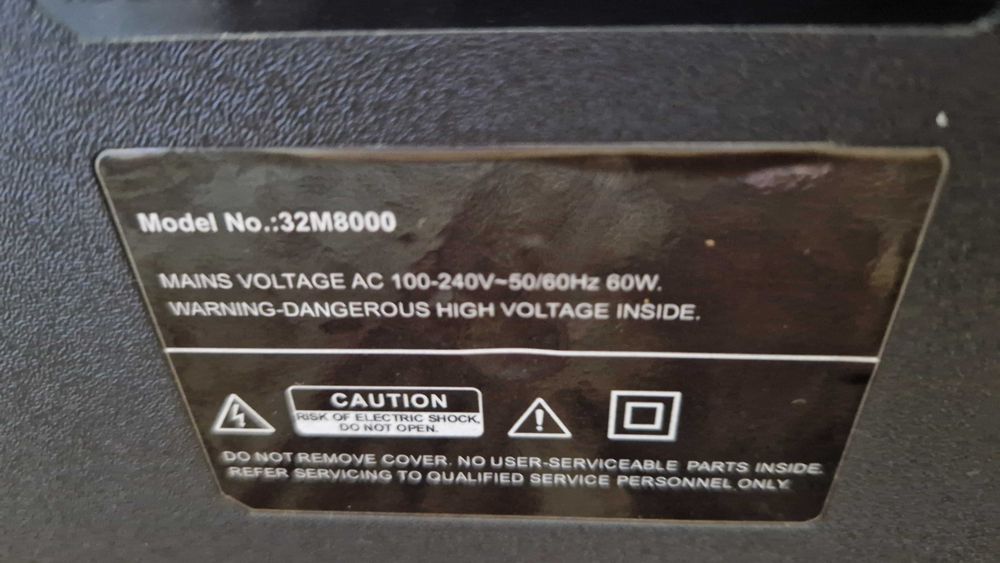 Model No.:32M8000
MAINS VOLTAGE AC 100-240V~50/60Hz 60W.
WARNING-DANGEROUS HIGH VOLTAGE INSIDE.
CAUTION
RISK OF ELECTRIC SHOCK,
DO NOT OPEN.
DO NOT REMOVE COVER. NO USER-SERVICEABLE PARTS INSIDE.
REFER SERVICING TO QUALIFIED SERVICE PERSONNEL ONLY.